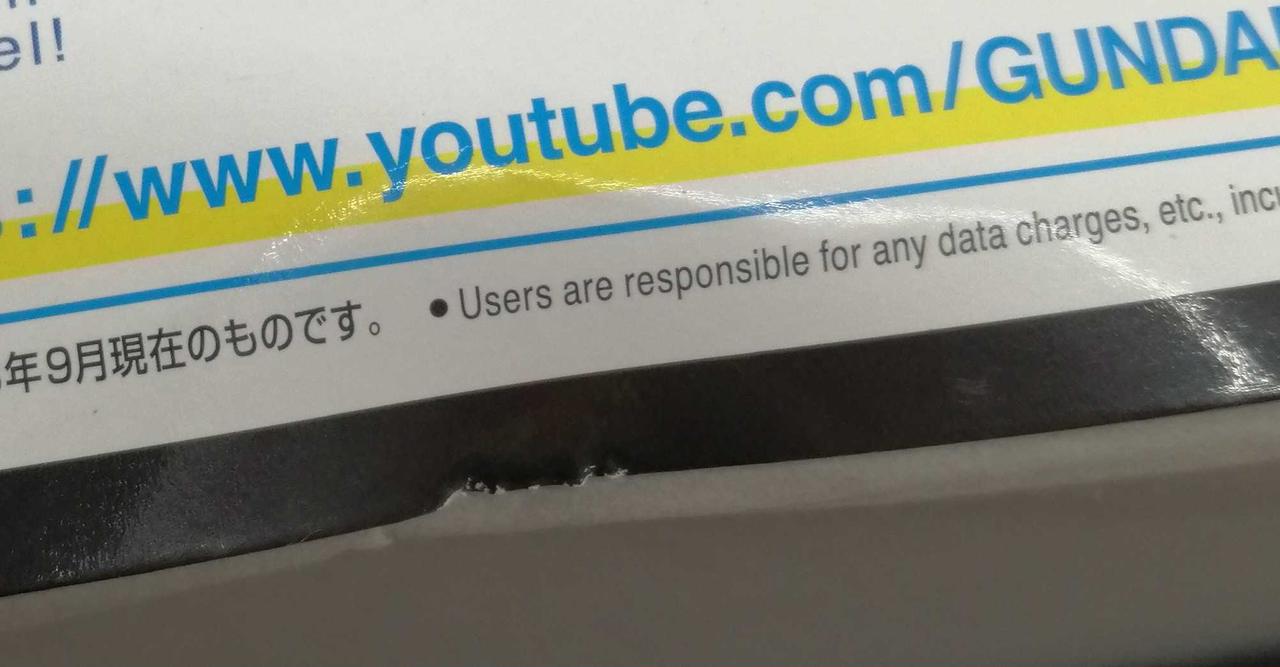 el!
://www.youtube.com/GUNDA
年9月現在のものです。 ● Users are responsible for any data charges, etc., incu